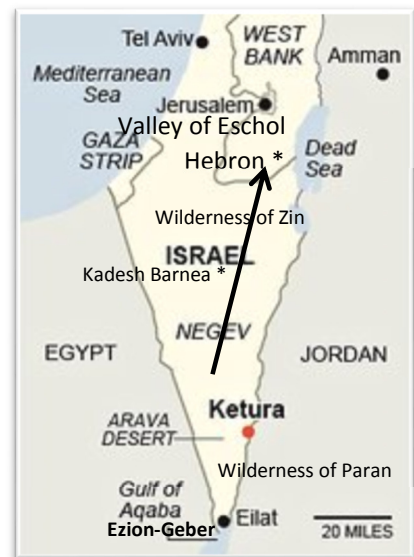 Tel Aviv
WEST
BANK
Amman
Mediterranean
Sea
Jerusalem
Valley of Eschol
GAZA
STRIP
Hebron *
Dead
Sea
Wilderness of Zin
ISRAEL
Kadesh Barnea *
NEGEV
EGYPT
JORDAN
Ketura
ARAVA
DESERT
Wilderness of Paran
Gulf of
Aqaba
Ezion-Geber
Eilat
20 MILES